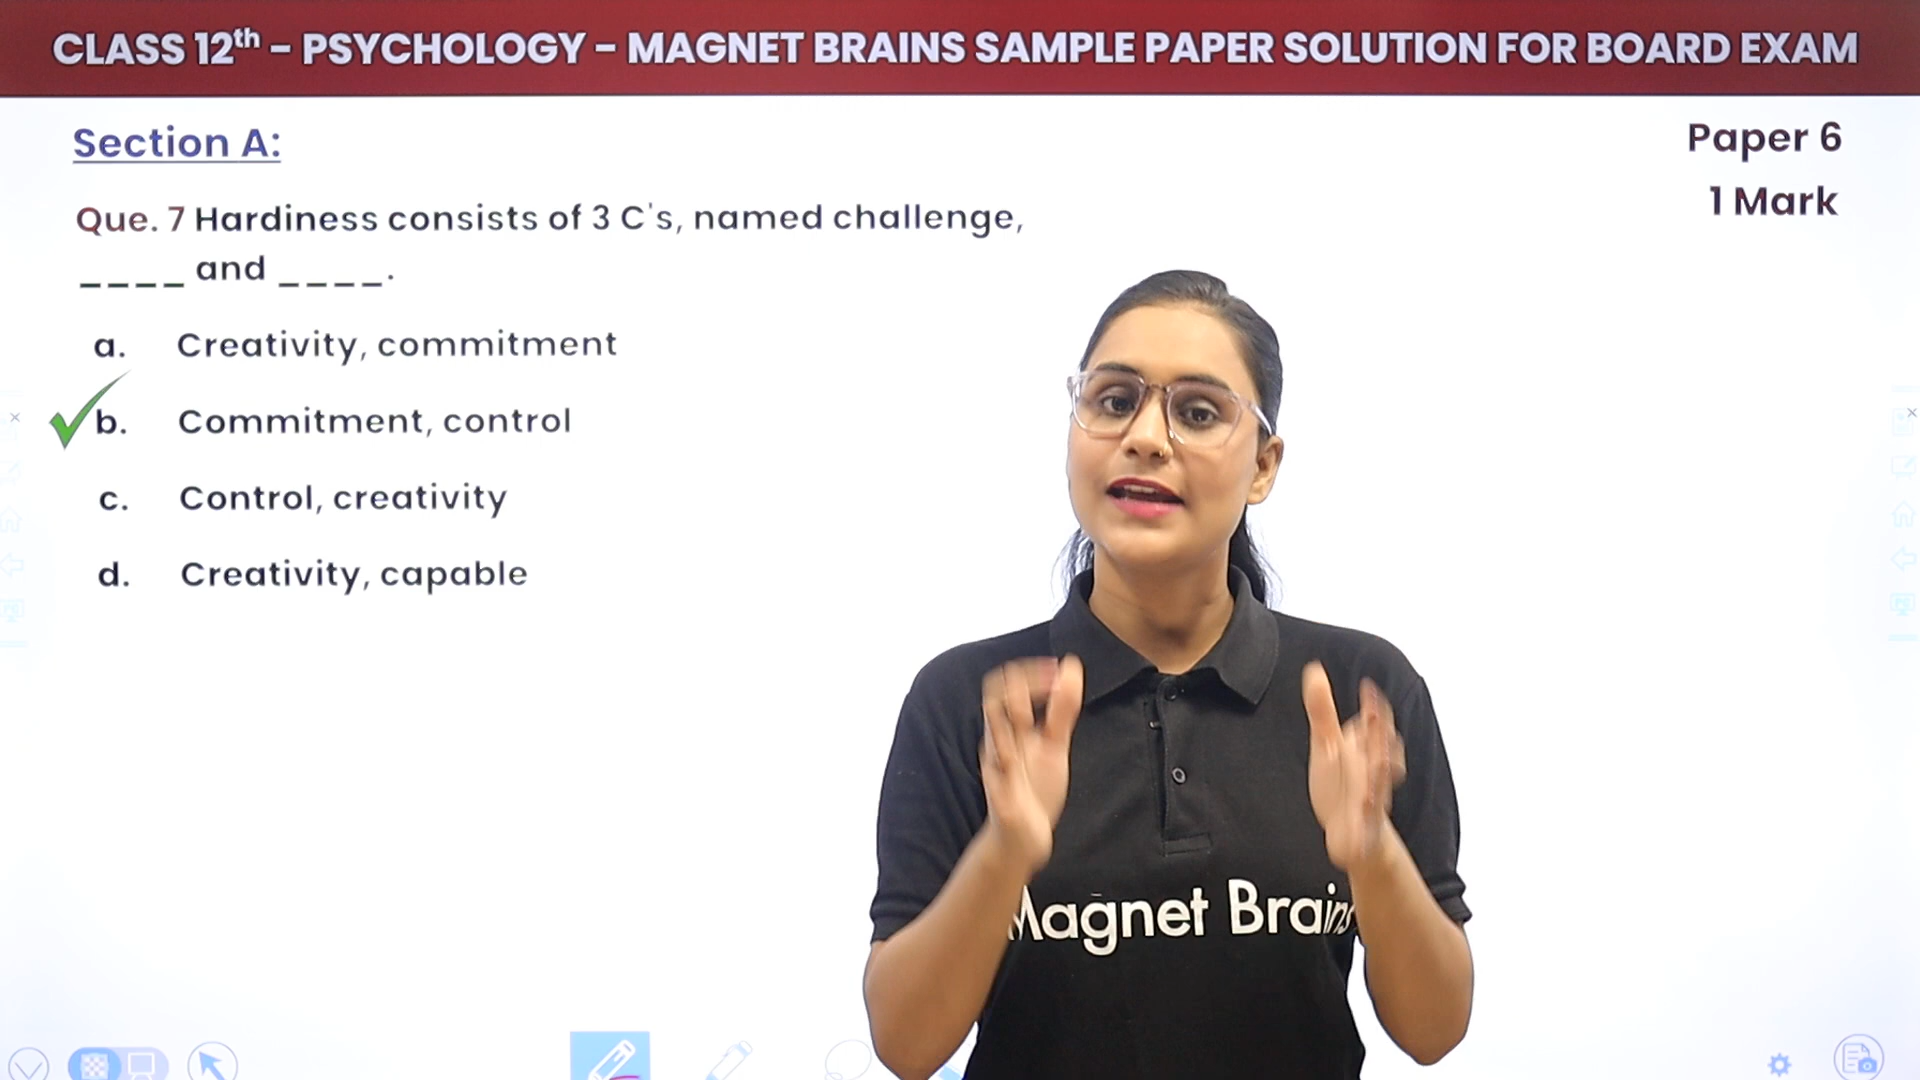 CLASS 12th – PSYCHOLOGY – MAGNET BRAINS SAMPLE PAPER SOLUTION FOR BOARD EXAM
Section A:
Paper 6
1 Mark
Que. 7 Hardiness consists of 3 C's, named challenge,
____ and ____.
a. Creativity, commitment
b. Commitment, control
c. Control, creativity
d. Creativity, capable
Magnet Brains